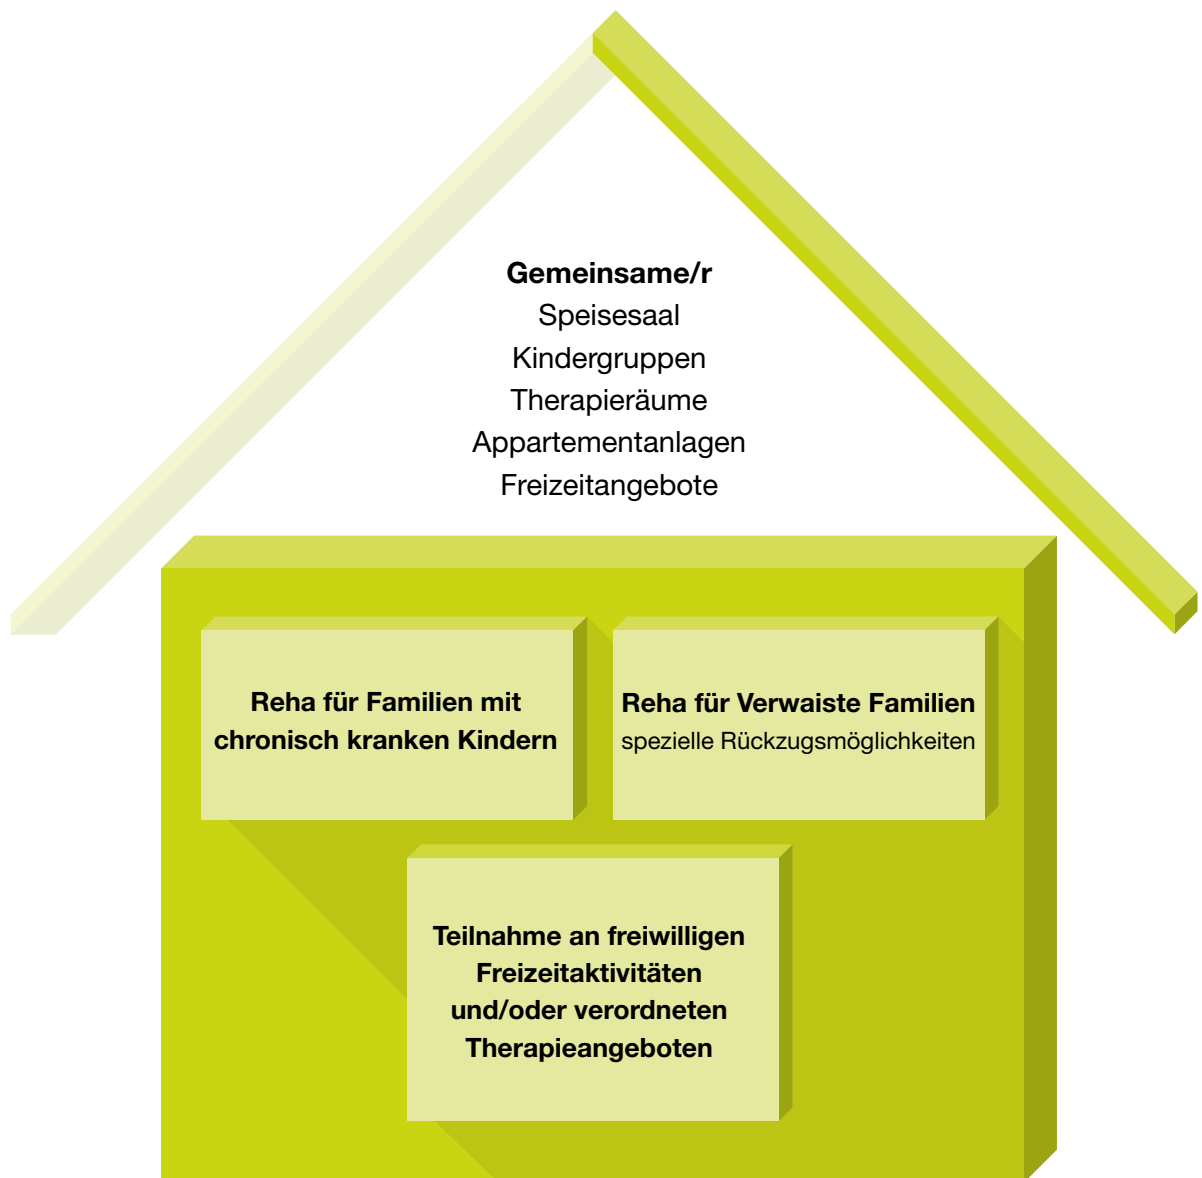 Gemeinsame/r
Speisesaal
Kindergruppen
Therapieräume
Appartementanlagen
Freizeitangebote
Reha für Familien mit
chronisch kranken Kindern
Reha für Verwaiste Familien
spezielle Rückzugsmöglichkeiten
Teilnahme an freiwilligen
Freizeitaktivitäten
und/oder verordneten
Therapieangeboten